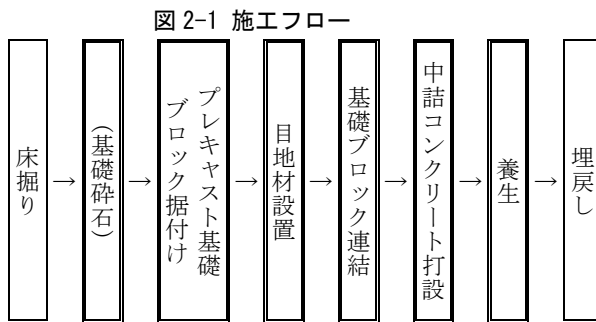 図 2-1 施工フロー
床掘り
→
（基礎砕石）
→
プレキャスト基礎
ブロック据付け
→
目地材設置
→
基礎ブロック連結
→
中詰コンクリート打設
→
養生
→
埋戻し